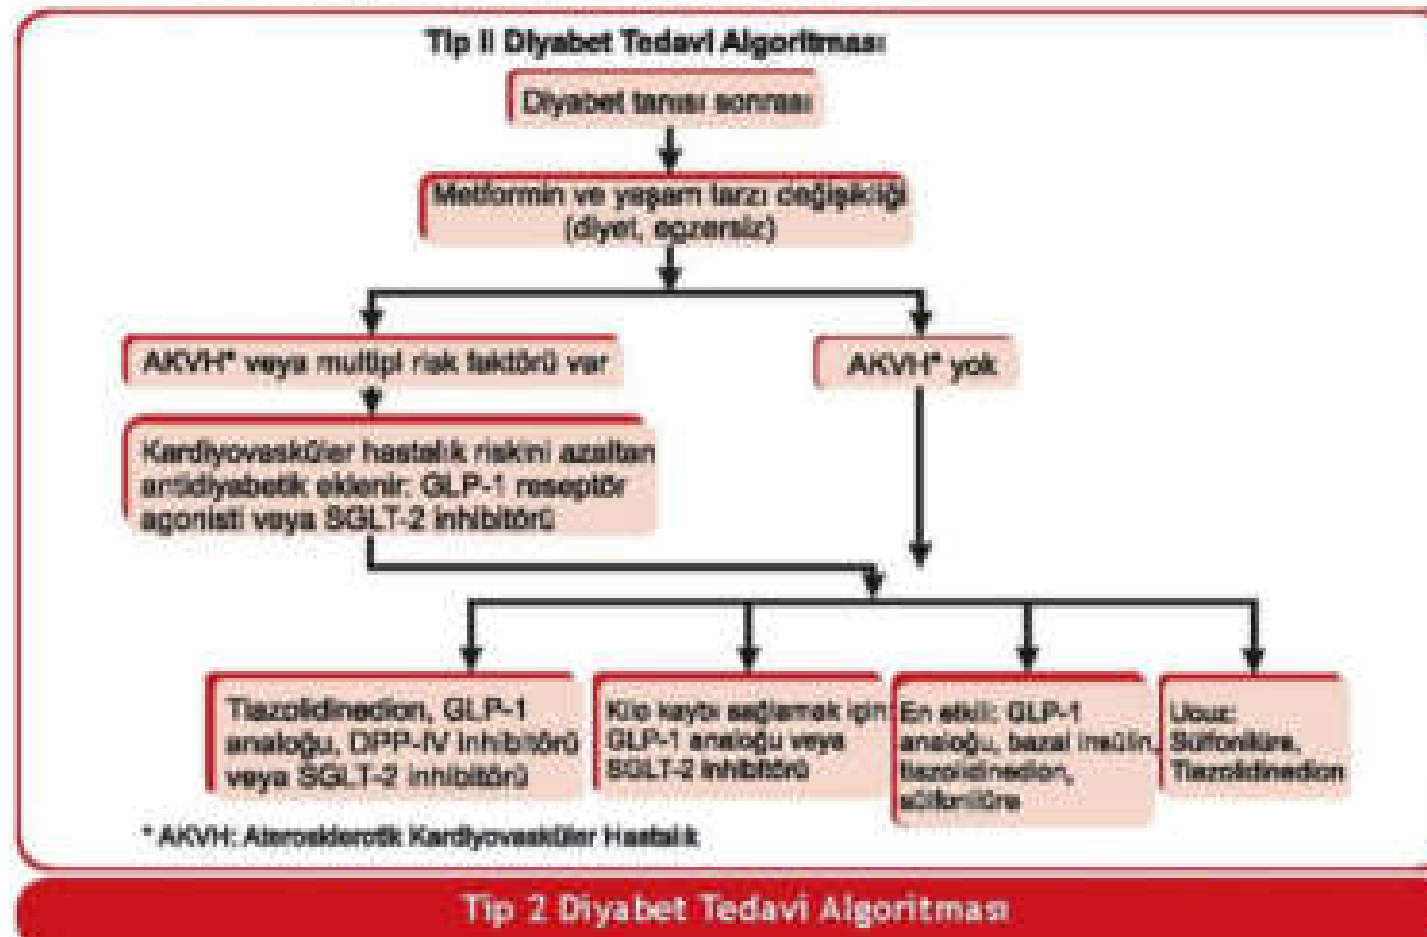 Tip II Diyabet Tedavi Algoritması
Diyabet tanısı sonrası
Metformin ve yaşam tarzı değişikliği
(diyet, egzersiz)
AKVH* veya multipl risk faktörü var
AKVH* yok
Kardiyovasküler hastalık riskini azaltan
antidiyabetik eklenir: GLP-1 reseptör
agonisti veya SGLT-2 inhibitörü
Tiazolidinedion, GLP-1
analoğu, DPP-IV inhibitörü
veya SGLT-2 inhibitörü
Kilo kaybı sağlamak için
GLP-1 analoğu veya
SGLT-2 inhibitörü
En etkili: GLP-1
analoğu, bazal insülin,
tiazolidinedion,
sülfonilüre
Ucuz:
Sülfonilüre,
Tiazolidinedion
* AKVH: Aterosklerotik Kardiyovasküler Hastalık
Tip 2 Diyabet Tedavi Algoritması